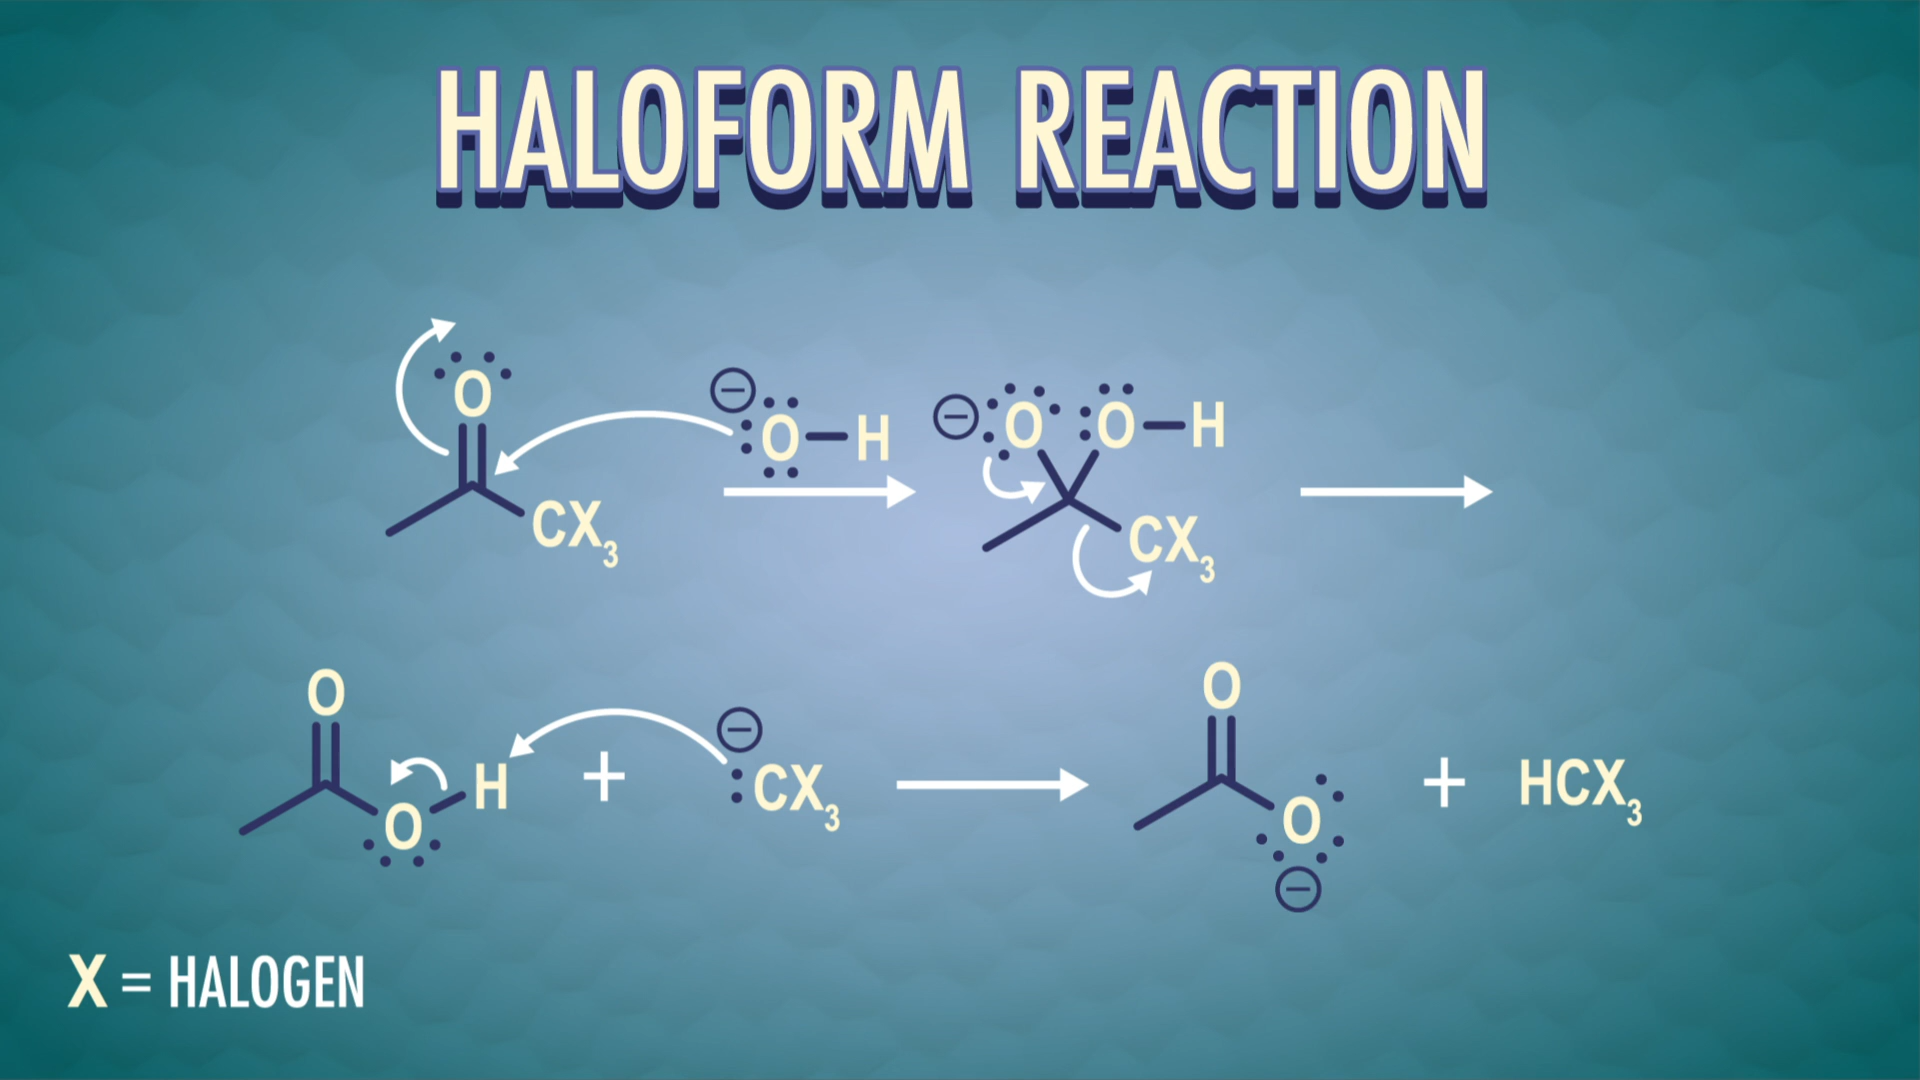 HALOFORM REACTION
O
⊖
O—H
CX₃
⊖
O
O—H
CX₃
O
O
H
+
⊖
CX₃
O
O
⊖
+
HCX₃
X = HALOGEN